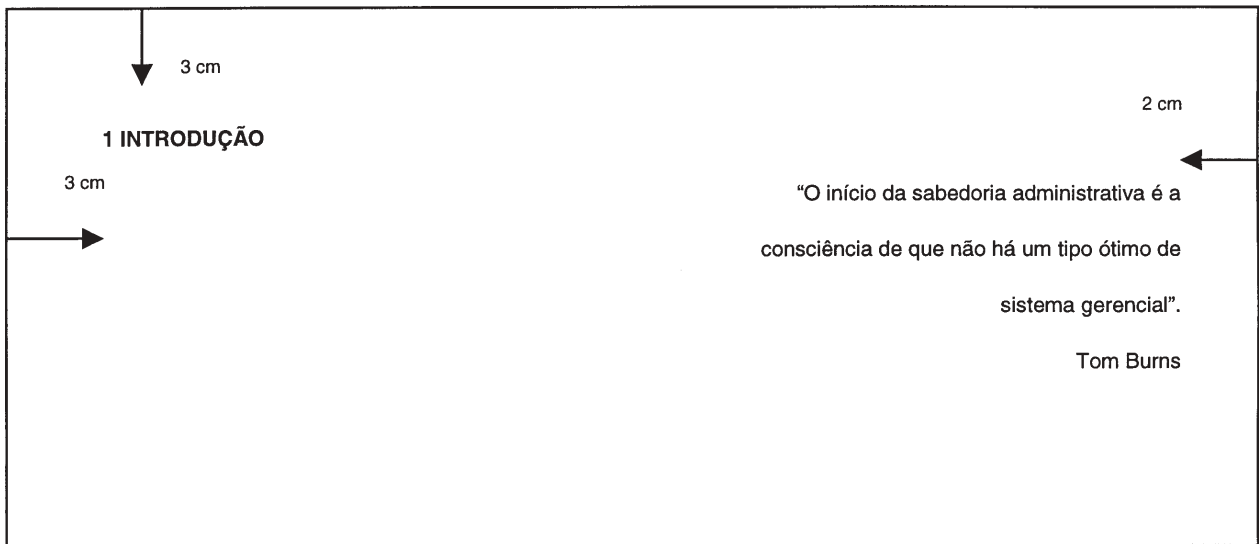 3 cm
2 cm
1 INTRODUÇÃO
3 cm
“O início da sabedoria administrativa é a
consciência de que não há um tipo ótimo de
sistema gerencial”.
Tom Burns